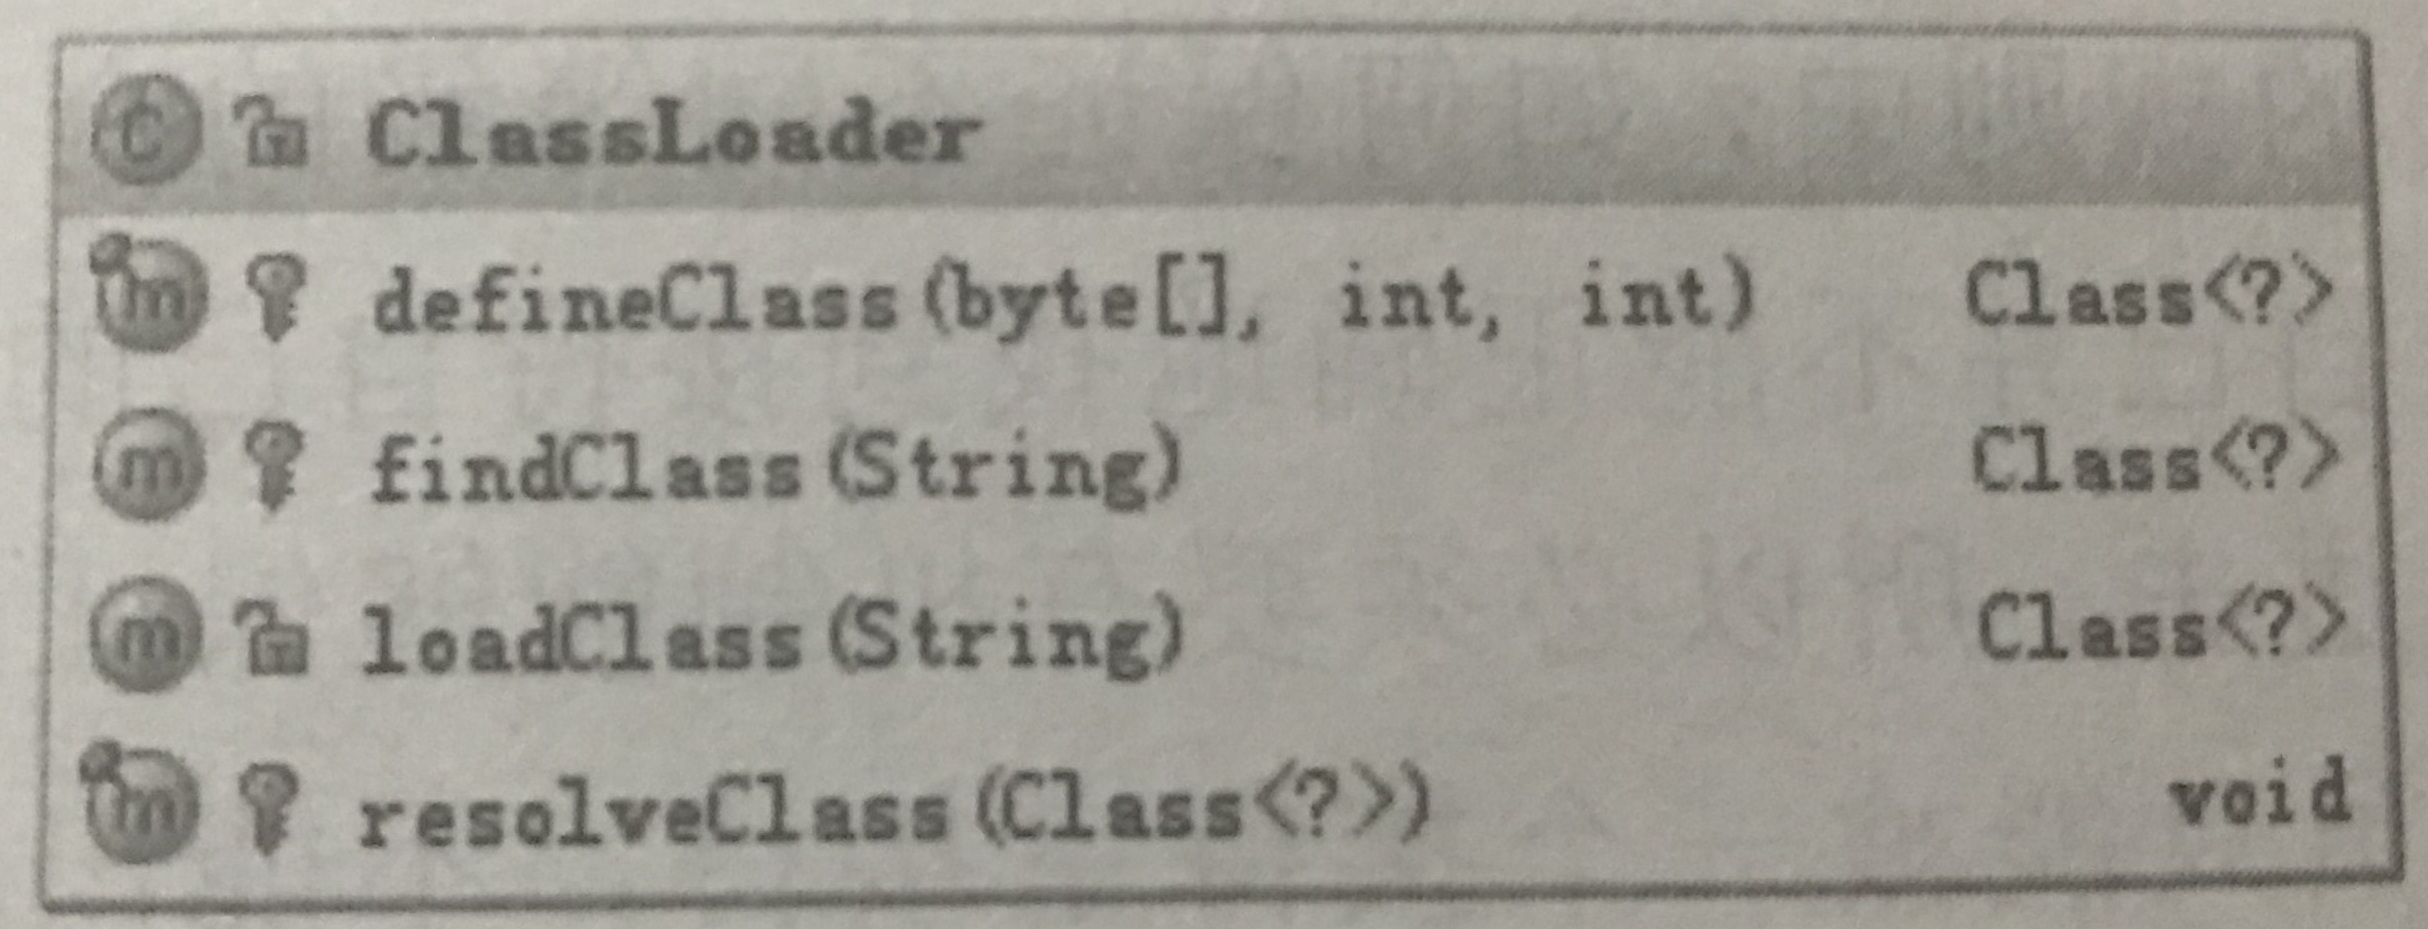 ClassLoader
defineClass(byte[], int, int) Class<?>
findClass(String) Class<?>
loadClass(String) Class<?>
resolveClass(Class<?>) void